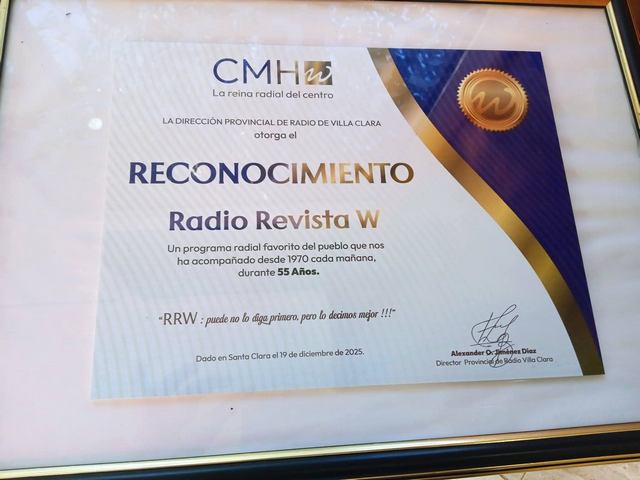 CMHW
La reina radial del centro
LA DIRECCIÓN PROVINCIAL DE RADIO DE VILLA CLARA
otorga el
RECONOCIMIENTO
Radio Revista W
Un programa radial favorito del pueblo que nos
ha acompañado desde 1970 cada mañana,
durante 55 Años.
"RRW : puede no lo diga primero, pero lo decimos mejor !!!"
Dado en Santa Clara el 19 de diciembre de 2025.
Alexander O. Jiménez Díaz
Director Provincial de Radio Villa Clara
W